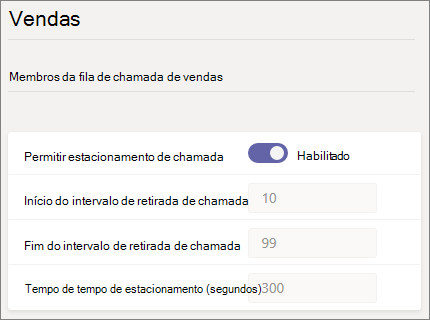 Vendas
Membros da fila de chamada de vendas
Permitir estacionamento de chamada Habilitado
Início do intervalo de retirada de chamada 10
Fim do intervalo de retirada de chamada 99
Tempo de tempo de estacionamento (segundos) 300